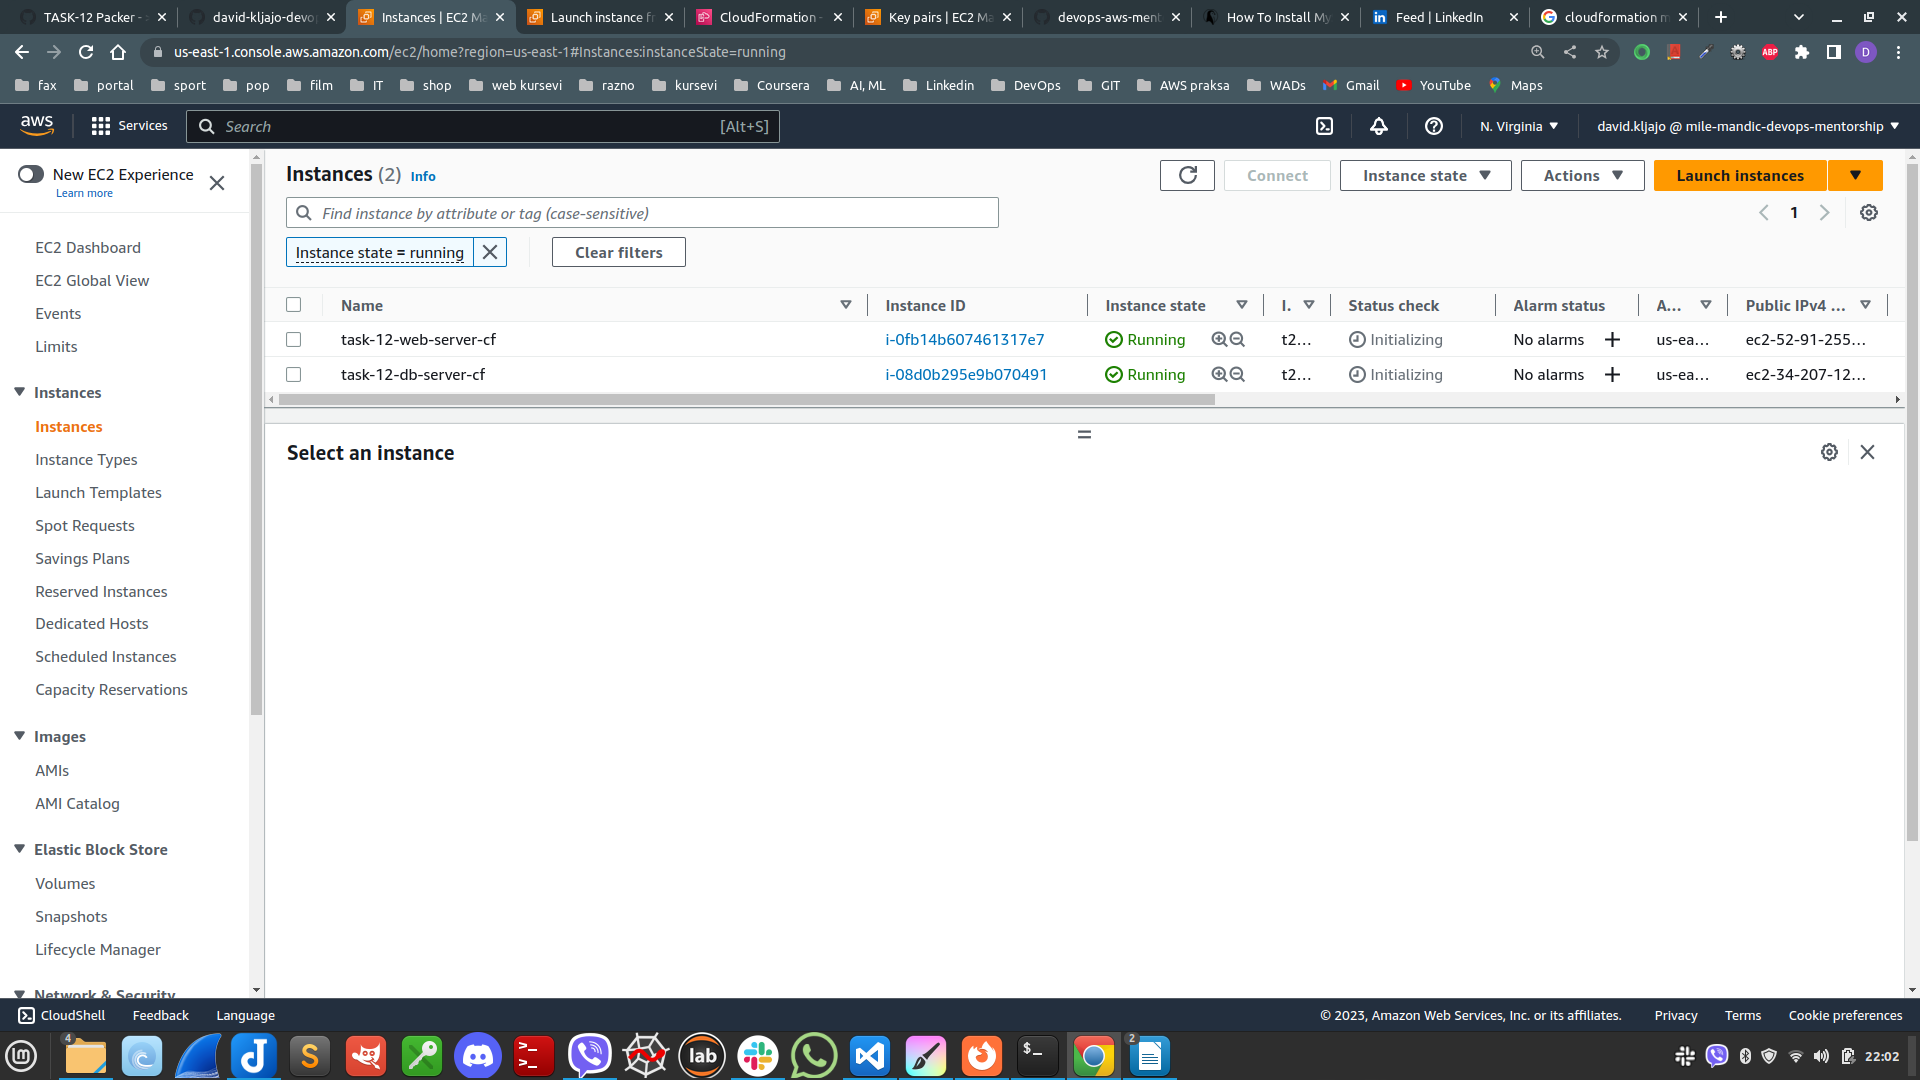 TASK-12 Packer -
david-kljajo-devop
Instances | EC2 Ma
Launch instance fr
CloudFormation -
Key pairs | EC2 Ma
devops-aws-ment
How To Install My
Feed | LinkedIn
cloudformation m
us-east-1.console.aws.amazon.com/ec2/home?region=us-east-1#Instances:instanceState=running
ABP
D
fax
portal
sport
pop
film
IT
shop
web kursevi
razno
kursevi
Coursera
AI, ML
Linkedin
DevOps
GIT
AWS praksa
WADs
Gmail
YouTube
Maps
aws
Services
Search
[Alt+S]
N. Virginia
david.kljajo @ mile-mandic-devops-mentorship
New EC2 Experience
Learn more
EC2 Dashboard
EC2 Global View
Events
Limits
Instances
Instances
Instance Types
Launch Templates
Spot Requests
Savings Plans
Reserved Instances
Dedicated Hosts
Scheduled Instances
Capacity Reservations
Images
AMIs
AMI Catalog
Elastic Block Store
Volumes
Snapshots
Lifecycle Manager
Network & Security
Instances (2) Info
Connect
Instance state
Actions
Launch instances
Find instance by attribute or tag (case-sensitive)
1
Instance state = running
Clear filters
Name
Instance ID
Instance state
I.
Status check
Alarm status
A...
Public IPv4 ...
task-12-web-server-cf
i-0fb14b607461317e7
Running
t2...
Initializing
No alarms
us-ea...
ec2-52-91-255...
task-12-db-server-cf
i-08d0b295e9b070491
Running
t2...
Initializing
No alarms
us-ea...
ec2-34-207-12...
Select an instance
CloudShell
Feedback
Language
© 2023, Amazon Web Services, Inc. or its affiliates.
Privacy
Terms
Cookie preferences
4
lab
2
22:02